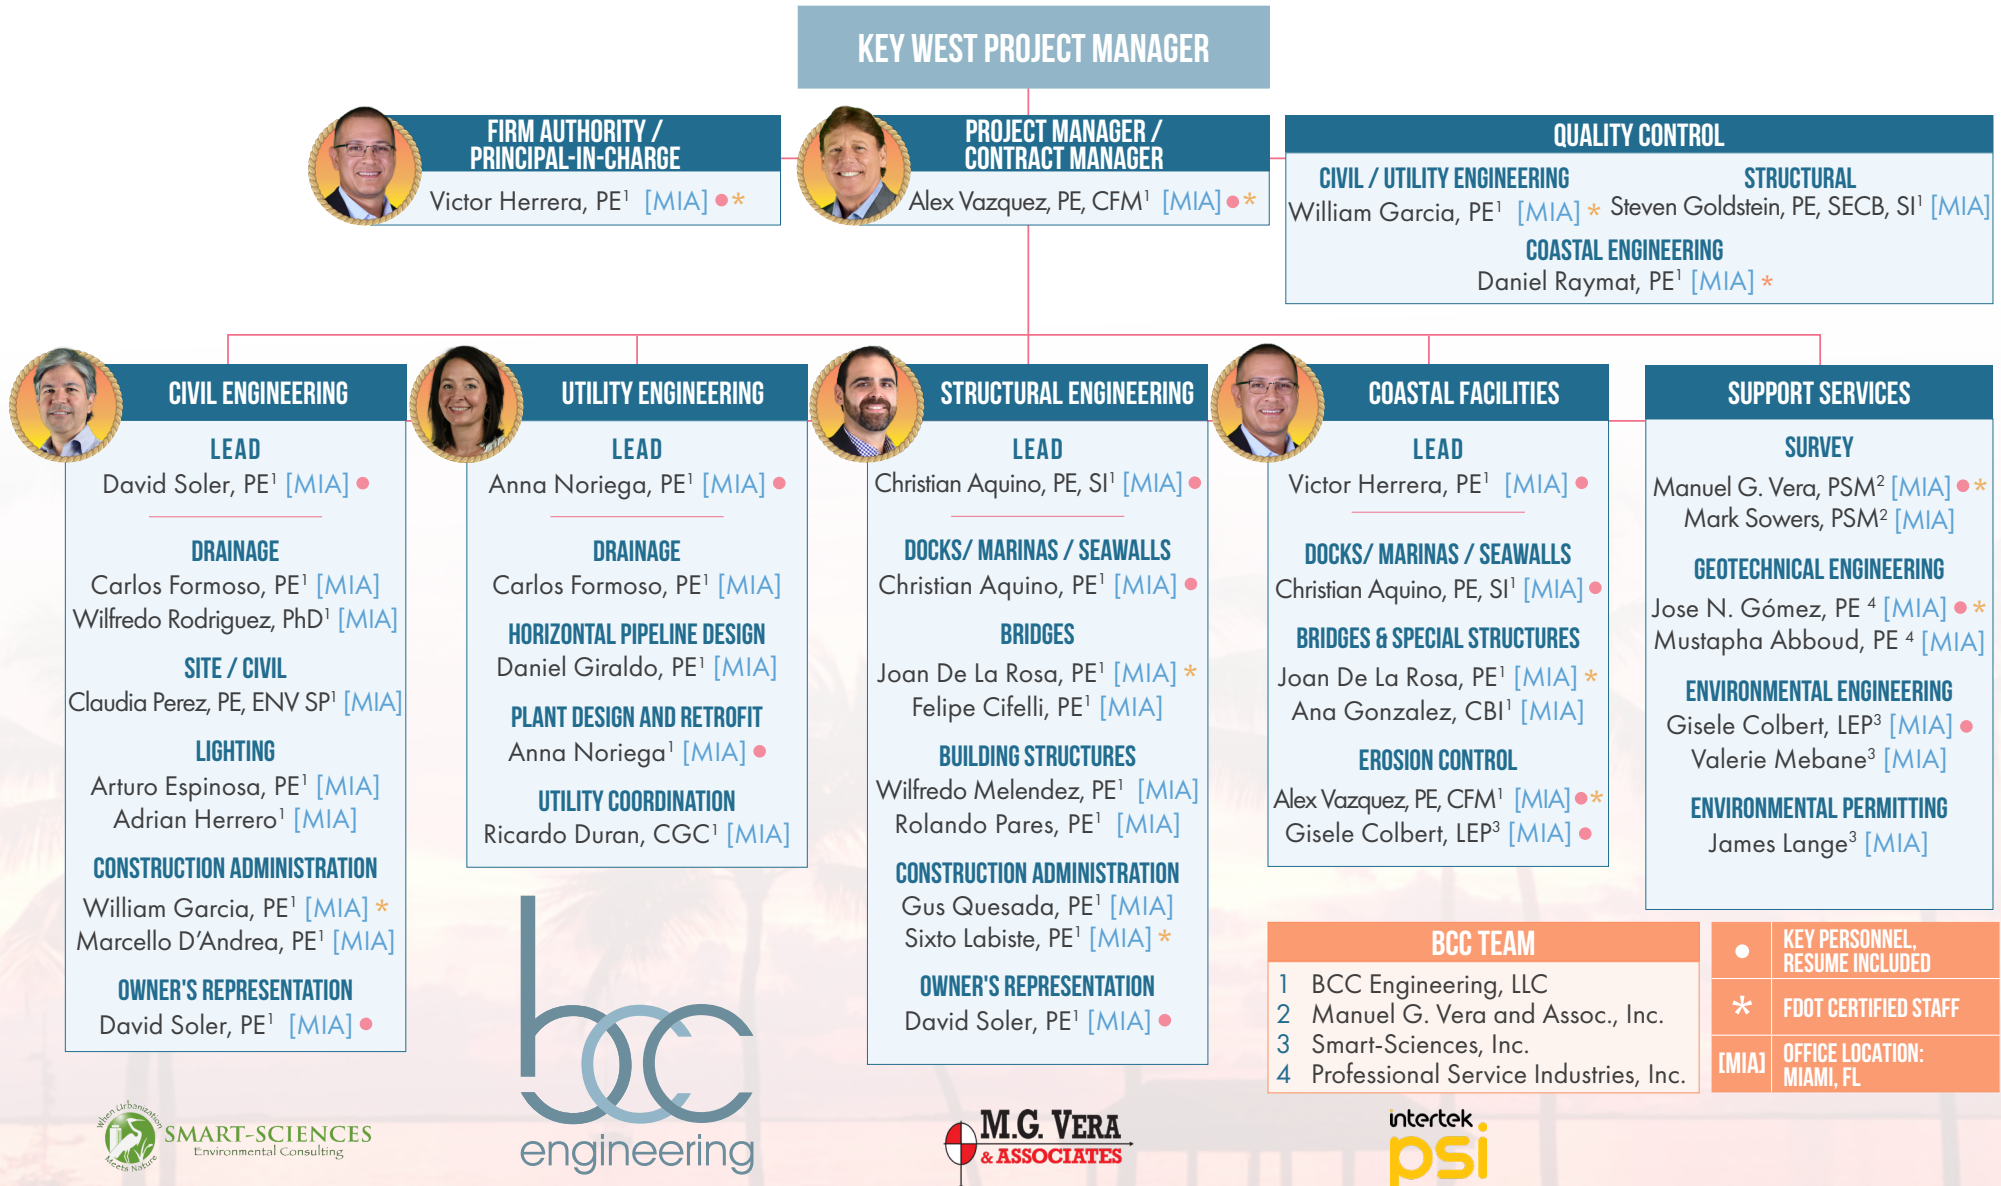 KEY WEST PROJECT MANAGER
FIRM AUTHORITY /
PRINCIPAL-IN-CHARGE
Victor Herrera, PE¹ [MIA] ● *
PROJECT MANAGER /
CONTRACT MANAGER
Alex Vazquez, PE, CFM¹ [MIA] ● *
QUALITY CONTROL
CIVIL / UTILITY ENGINEERING
William Garcia, PE¹ [MIA] *
STRUCTURAL
Steven Goldstein, PE, SECB, SI¹ [MIA]
COASTAL ENGINEERING
Daniel Raymat, PE¹ [MIA] *
CIVIL ENGINEERING
LEAD
David Soler, PE¹ [MIA] ●
DRAINAGE
Carlos Formoso, PE¹ [MIA]
Wilfredo Rodriguez, PhD¹ [MIA]
SITE / CIVIL
Claudia Perez, PE, ENV SP¹ [MIA]
LIGHTING
Arturo Espinosa, PE¹ [MIA]
Adrian Herrero¹ [MIA]
CONSTRUCTION ADMINISTRATION
William Garcia, PE¹ [MIA] *
Marcello D'Andrea, PE¹ [MIA]
OWNER'S REPRESENTATION
David Soler, PE¹ [MIA] ●
UTILITY ENGINEERING
LEAD
Anna Noriega, PE¹ [MIA] ●
DRAINAGE
Carlos Formoso, PE¹ [MIA]
HORIZONTAL PIPELINE DESIGN
Daniel Giraldo, PE¹ [MIA]
PLANT DESIGN AND RETROFIT
Anna Noriega¹ [MIA] ●
UTILITY COORDINATION
Ricardo Duran, CGC¹ [MIA]
STRUCTURAL ENGINEERING
LEAD
Christian Aquino, PE, SI¹ [MIA] ●
DOCKS/ MARINAS / SEAWALLS
Christian Aquino, PE¹ [MIA] ●
BRIDGES
Joan De La Rosa, PE¹ [MIA] *
Felipe Cifelli, PE¹ [MIA]
BUILDING STRUCTURES
Wilfredo Melendez, PE¹ [MIA]
Rolando Pares, PE¹ [MIA]
CONSTRUCTION ADMINISTRATION
Gus Quesada, PE¹ [MIA]
Sixto Labiste, PE¹ [MIA] *
OWNER'S REPRESENTATION
David Soler, PE¹ [MIA] ●
COASTAL FACILITIES
LEAD
Victor Herrera, PE¹ [MIA] ●
DOCKS/ MARINAS / SEAWALLS
Christian Aquino, PE, SI¹ [MIA] ●
BRIDGES & SPECIAL STRUCTURES
Joan De La Rosa, PE¹ [MIA] *
Ana Gonzalez, CBI¹ [MIA]
EROSION CONTROL
Alex Vazquez, PE, CFM¹ [MIA] ● *
Gisele Colbert, LEP³ [MIA] ●
SUPPORT SERVICES
SURVEY
Manuel G. Vera, PSM² [MIA] ● *
Mark Sowers, PSM² [MIA]
GEOTECHNICAL ENGINEERING
Jose N. Gómez, PE ⁴ [MIA] ● *
Mustapha Abboud, PE ⁴ [MIA]
ENVIRONMENTAL ENGINEERING
Gisele Colbert, LEP³ [MIA] ●
Valerie Mebane³ [MIA]
ENVIRONMENTAL PERMITTING
James Lange³ [MIA]
BCC TEAM
1 BCC Engineering, LLC
2 Manuel G. Vera and Assoc., Inc.
3 Smart-Sciences, Inc.
4 Professional Service Industries, Inc.
● KEY PERSONNEL,
RESUME INCLUDED
* FDOT CERTIFIED STAFF
[MIA] OFFICE LOCATION:
MIAMI, FL
When Urbanization
Meets Nature
SMART-SCIENCES
Environmental Consulting
bcc
engineering
M.G. VERA
& ASSOCIATES
intertek
psi